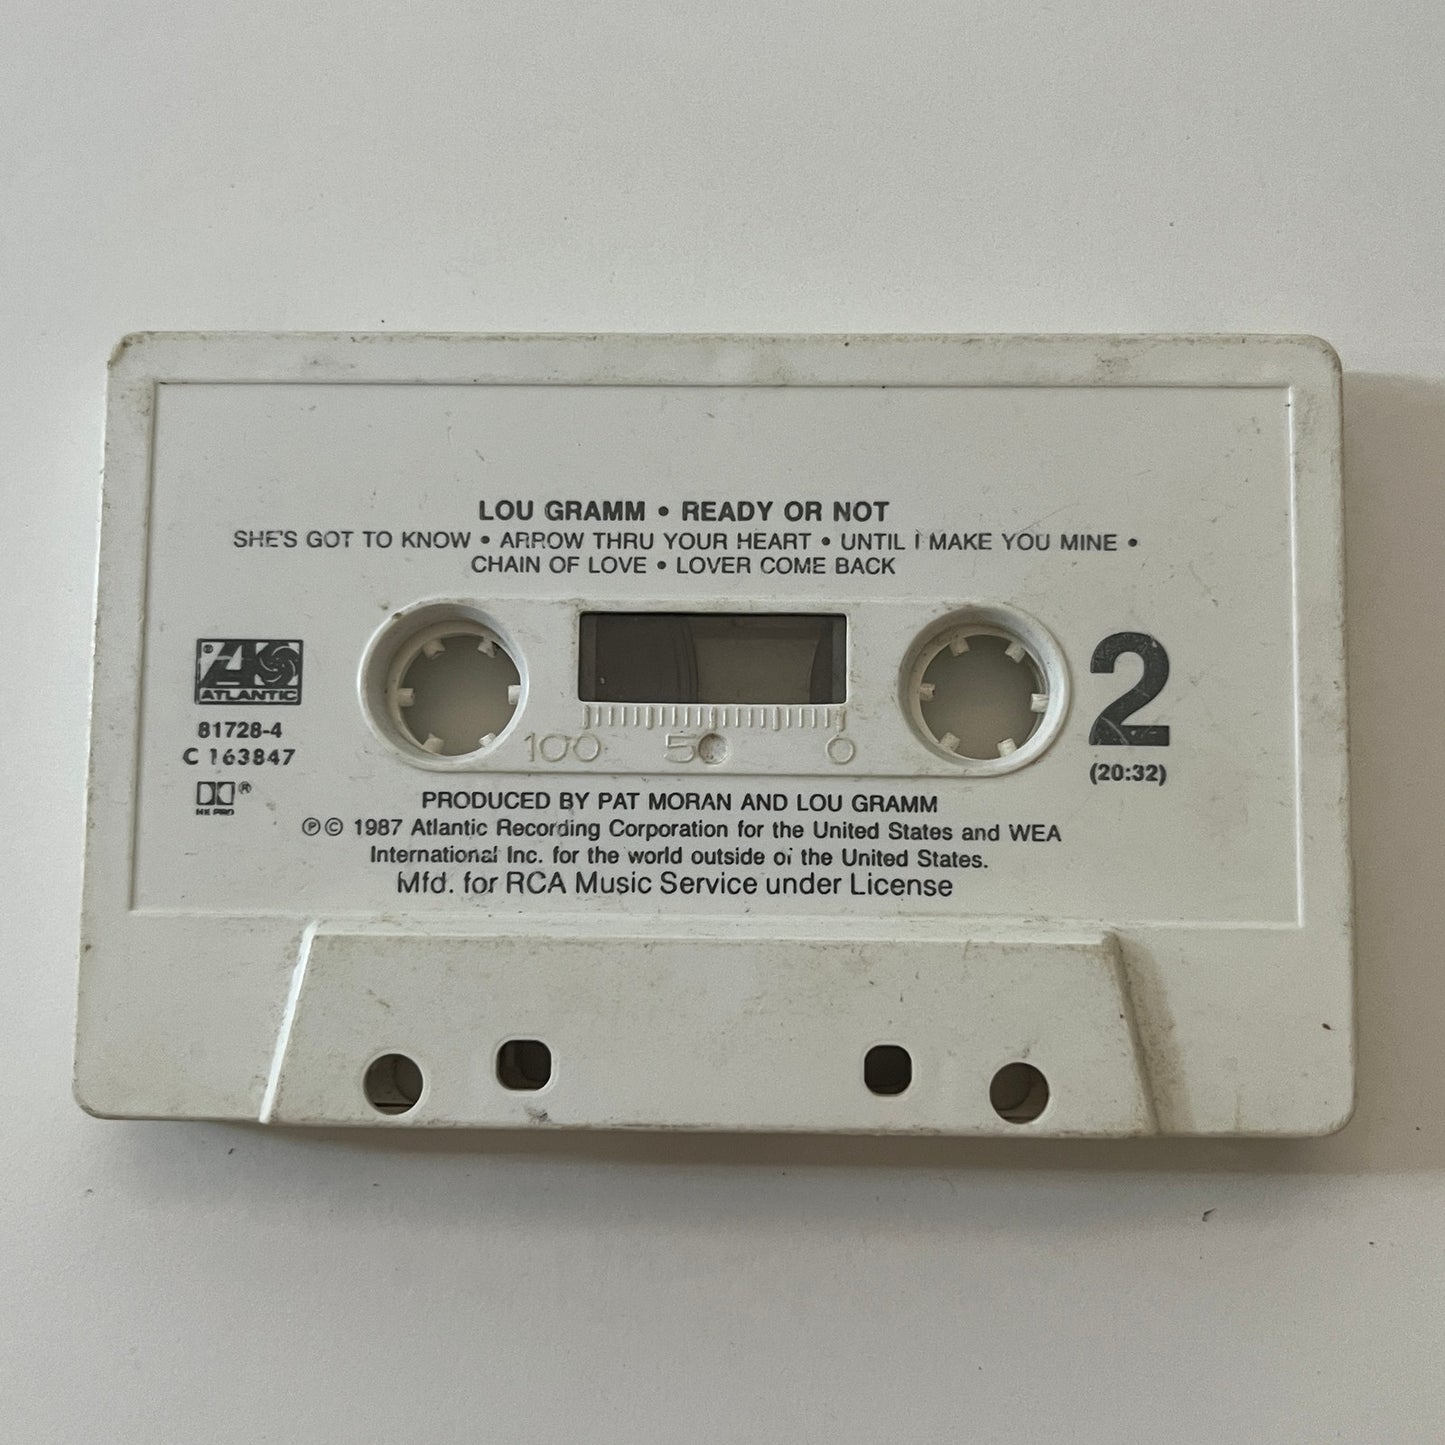 LOU GRAMM • READY OR NOT
SHE'S GOT TO KNOW • ARROW THRU YOUR HEART • UNTIL I MAKE YOU MINE •
CHAIN OF LOVE • LOVER COME BACK
ATLANTIC
81728-4
C 163847
HX PRO
100 50 0
2
(20:32)
PRODUCED BY PAT MORAN AND LOU GRAMM
℗© 1987 Atlantic Recording Corporation for the United States and WEA
International Inc. for the world outside of the United States.
Mfd. for RCA Music Service under License